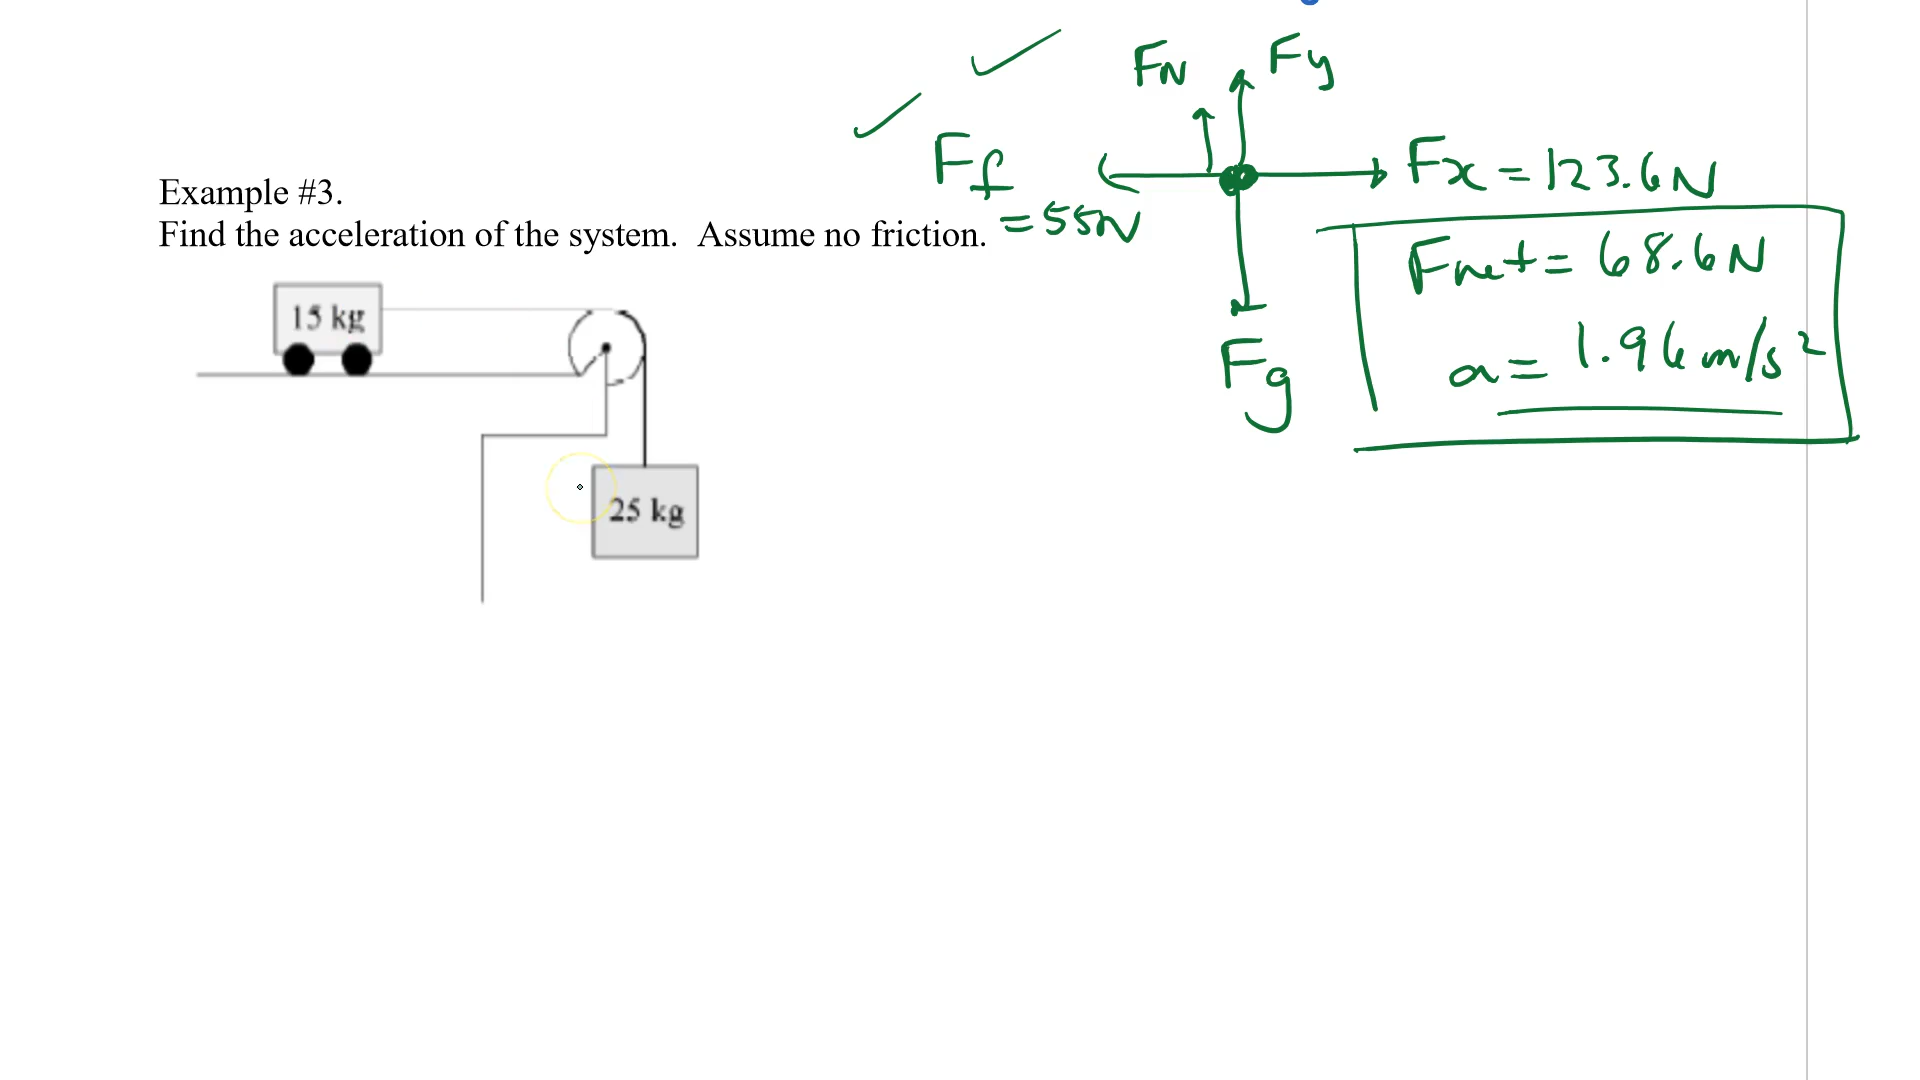 FN Fy
Ff = 55N
Fx = 123.6N
Fnet = 68.6N
a = 1.96 m/s²
Fg
Example #3.
Find the acceleration of the system. Assume no friction.
15 kg
25 kg